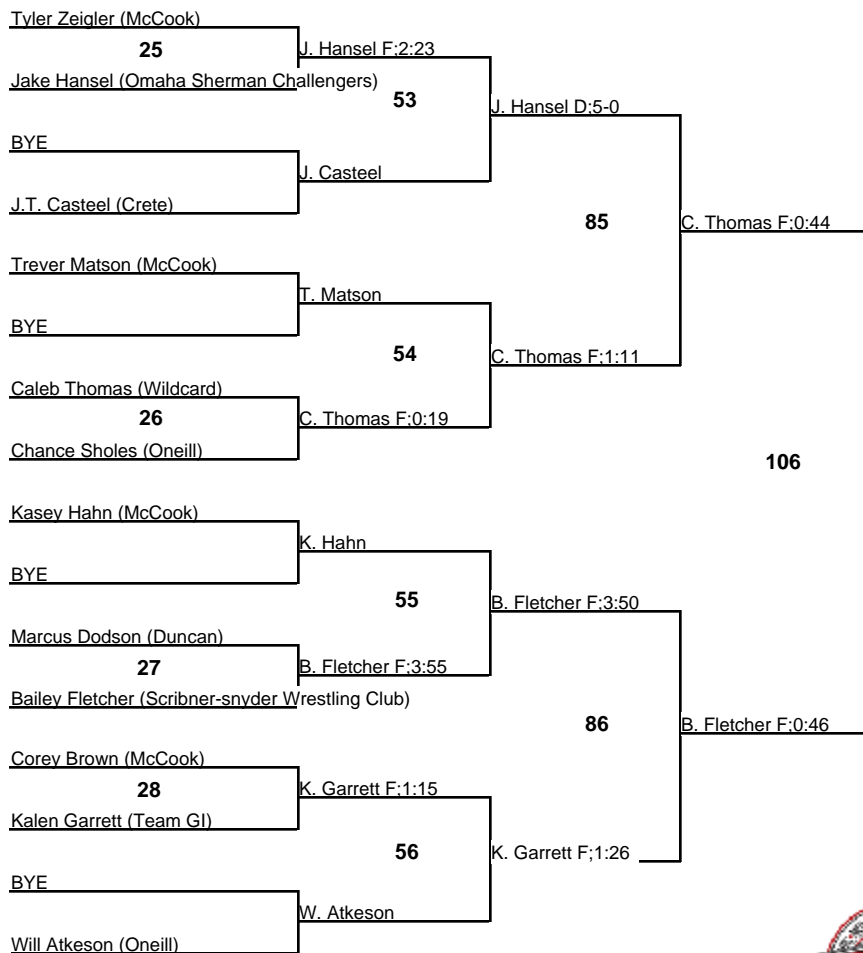 Tyler Zeigler (McCook)
25
J. Hansel F;2:23
Jake Hansel (Omaha Sherman Challengers)
53
J. Hansel D;5-0
BYE
J. Casteel
J.T. Casteel (Crete)
85
C. Thomas F;0:44
Trever Matson (McCook)
T. Matson
BYE
54
C. Thomas F;1:11
Caleb Thomas (Wildcard)
26
C. Thomas F;0:19
Chance Sholes (Oneill)
106
Kasey Hahn (McCook)
K. Hahn
BYE
55
B. Fletcher F;3:50
Marcus Dodson (Duncan)
27
B. Fletcher F;3:55
Bailey Fletcher (Scribner-snyder Wrestling Club)
86
B. Fletcher F;0:46
Corey Brown (McCook)
28
K. Garrett F;1:15
Kalen Garrett (Team GI)
56
K. Garrett F;1:26
BYE
W. Atkeson
Will Atkeson (Oneill)